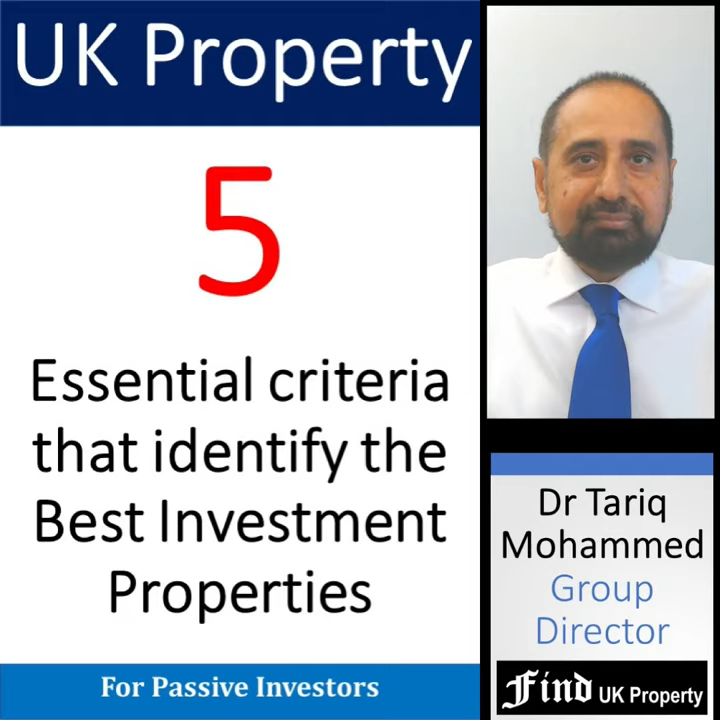 UK Property
5
Essential criteria
that identify the
Best Investment
Properties
For Passive Investors
Dr Tariq
Mohammed
Group
Director
Find UK Property